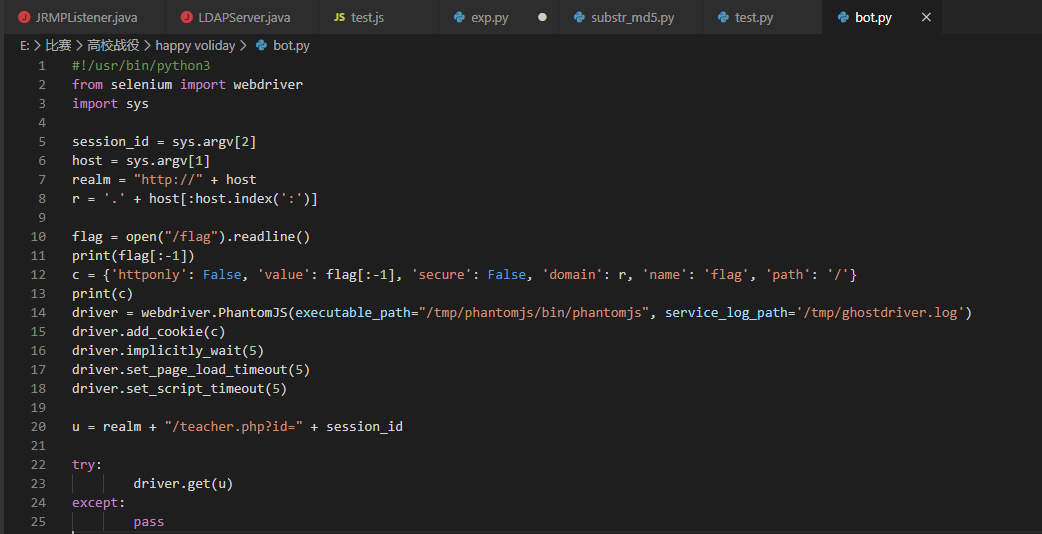 JRMPListener.java LDAPServer.java JS test.js exp.py substr_md5.py test.py bot.py
E: > 比赛 > 高校战役 > happy voliday > bot.py
1 #!/usr/bin/python3
2 from selenium import webdriver
3 import sys
4
5 session_id = sys.argv[2]
6 host = sys.argv[1]
7 realm = "http://" + host
8 r = '.' + host[:host.index(':')]
9
10 flag = open("/flag").readline()
11 print(flag[:-1])
12 c = {'httponly': False, 'value': flag[:-1], 'secure': False, 'domain': r, 'name': 'flag', 'path': '/'}
13 print(c)
14 driver = webdriver.PhantomJS(executable_path="/tmp/phantomjs/bin/phantomjs", service_log_path='/tmp/ghostdriver.log')
15 driver.add_cookie(c)
16 driver.implicitly_wait(5)
17 driver.set_page_load_timeout(5)
18 driver.set_script_timeout(5)
19
20 u = realm + "/teacher.php?id=" + session_id
21
22 try:
23 driver.get(u)
24 except:
25 pass